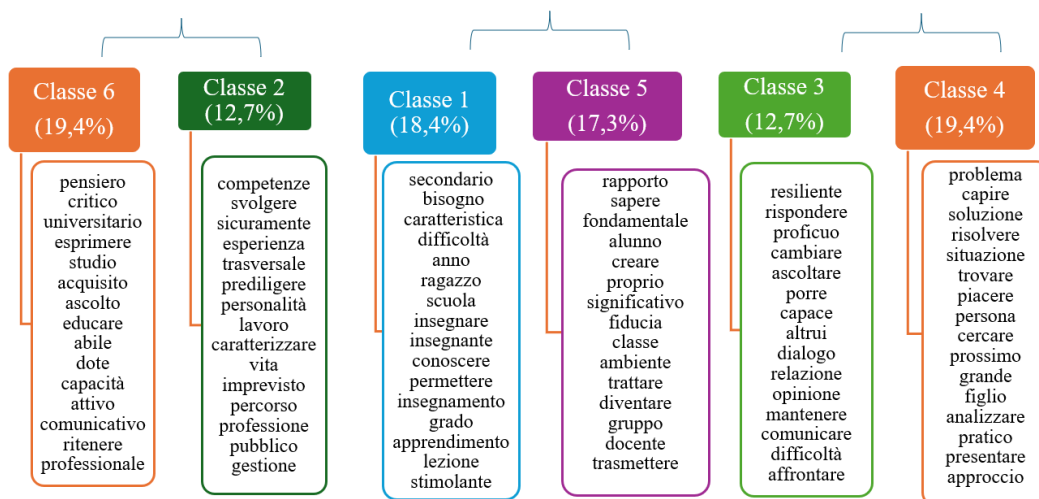 Classe 6
(19,4%)
pensiero
critico
universitario
esprimere
studio
acquisito
ascolto
educare
abile
dote
capacità
attivo
comunicativo
ritenere
professionale
Classe 2
(12,7%)
competenze
svolgere
sicuramente
esperienza
trasversale
prediligere
personalità
lavoro
caratterizzare
vita
imprevisto
percorso
professione
pubblico
gestione
Classe 1
(18,4%)
secondario
bisogno
caratteristica
difficoltà
anno
ragazzo
scuola
insegnare
insegnante
conoscere
permettere
insegnamento
grado
apprendimento
lezione
stimolante
Classe 5
(17,3%)
rapporto
sapere
fondamentale
alunno
creare
proprio
significativo
fiducia
classe
ambiente
trattare
diventare
gruppo
docente
trasmettere
Classe 3
(12,7%)
resiliente
rispondere
proficuo
cambiare
ascoltare
porre
capace
altrui
dialogo
relazione
opinione
mantenere
comunicare
difficoltà
affrontare
Classe 4
(19,4%)
problema
capire
soluzione
risolvere
situazione
trovare
piacere
persona
cercare
prossimo
grande
figlio
analizzare
pratico
presentare
approccio